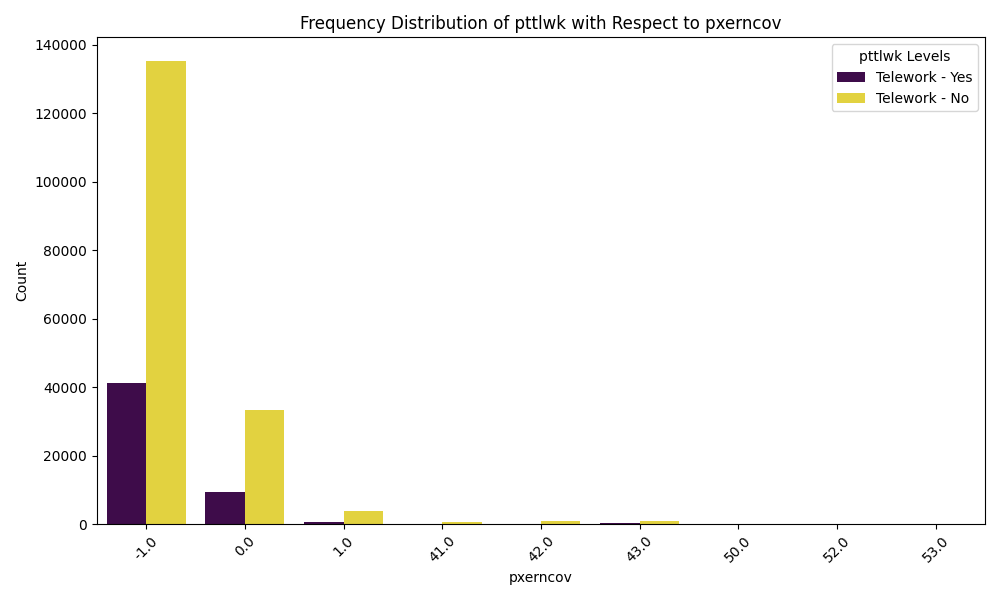 Frequency Distribution of pttlwk with Respect to pxerncov
pttlwk Levels
Telework - Yes
Telework - No
Count
140000
120000
100000
80000
60000
40000
20000
0
-1.0
0.0
1.0
41.0
42.0
43.0
50.0
52.0
53.0
pxerncov